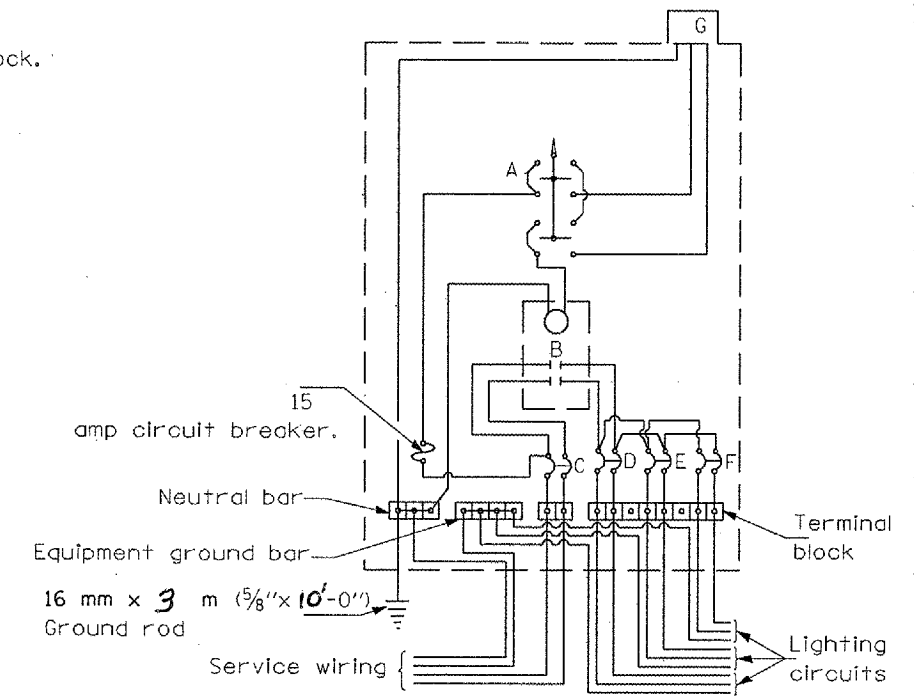 ock.
G
A
B
15
amp circuit breaker.
C
D
E
F
Neutral bar
Equipment ground bar
Terminal
block
16 mm x 3 m (5/8"x 10'-0")
Ground rod
Service wiring
Lighting
circuits